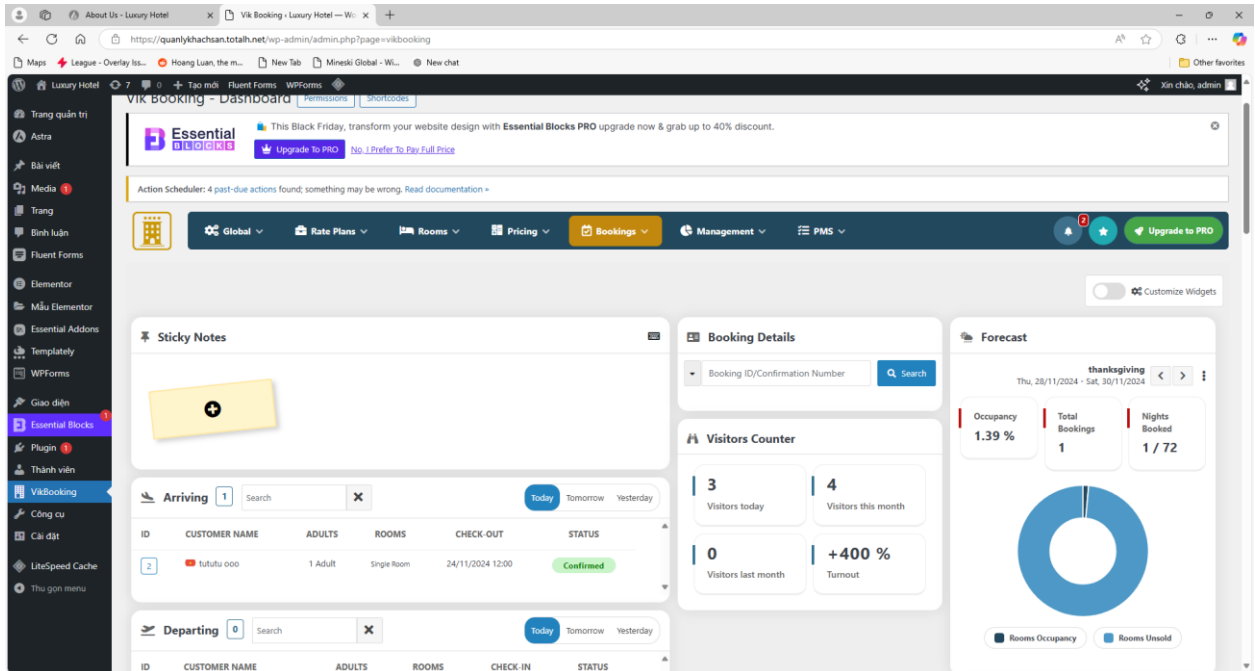 About Us - Luxury Hotel
Vik Booking ‹ Luxury Hotel — Wo
https://quanlykhachsan.totalh.net/wp-admin/admin.php?page=vikbooking
Maps
League - Overlay Iss...
Hoang Luan, the m...
New Tab
Mineski Global - Wi...
New chat
Other favorites
Luxury Hotel
7
0
Tạo mới
Fluent Forms
WPForms
Xin chào, admin
Trang quản trị
Astra
Bài viết
Media 1
Trang
Bình luận
Fluent Forms
Elementor
Mẫu Elementor
Essential Addons
Templately
WPForms
Giao diện
Essential Blocks 1
Plugin 1
Thành viên
VikBooking
Công cụ
Cài đặt
LiteSpeed Cache
Thu gọn menu
Vik Booking - Dashboard
Permissions
Shortcodes
Essential
BLOCKS
This Black Friday, transform your website design with Essential Blocks PRO upgrade now & grab up to 40% discount.
Upgrade To PRO
No, I Prefer To Pay Full Price
Action Scheduler: 4 past-due actions found; something may be wrong. Read documentation »
Global
Rate Plans
Rooms
Pricing
Bookings
Management
PMS
2
Upgrade to PRO
Customize Widgets
Sticky Notes
Arriving 1
Search
Today
Tomorrow
Yesterday
ID CUSTOMER NAME ADULTS ROOMS CHECK-OUT STATUS
2 tututu ooo 1 Adult Single Room 24/11/2024 12:00 Confirmed
Departing 0
Search
Today
Tomorrow
Yesterday
ID CUSTOMER NAME ADULTS ROOMS CHECK-IN STATUS
Booking Details
Booking ID/Confirmation Number
Search
Visitors Counter
3
Visitors today
4
Visitors this month
0
Visitors last month
+400 %
Turnout
Forecast
thanksgiving
Thu, 28/11/2024 - Sat, 30/11/2024
Occupancy
1.39 %
Total
Bookings
1
Nights
Booked
1 / 72
Rooms Occupancy
Rooms Unsold